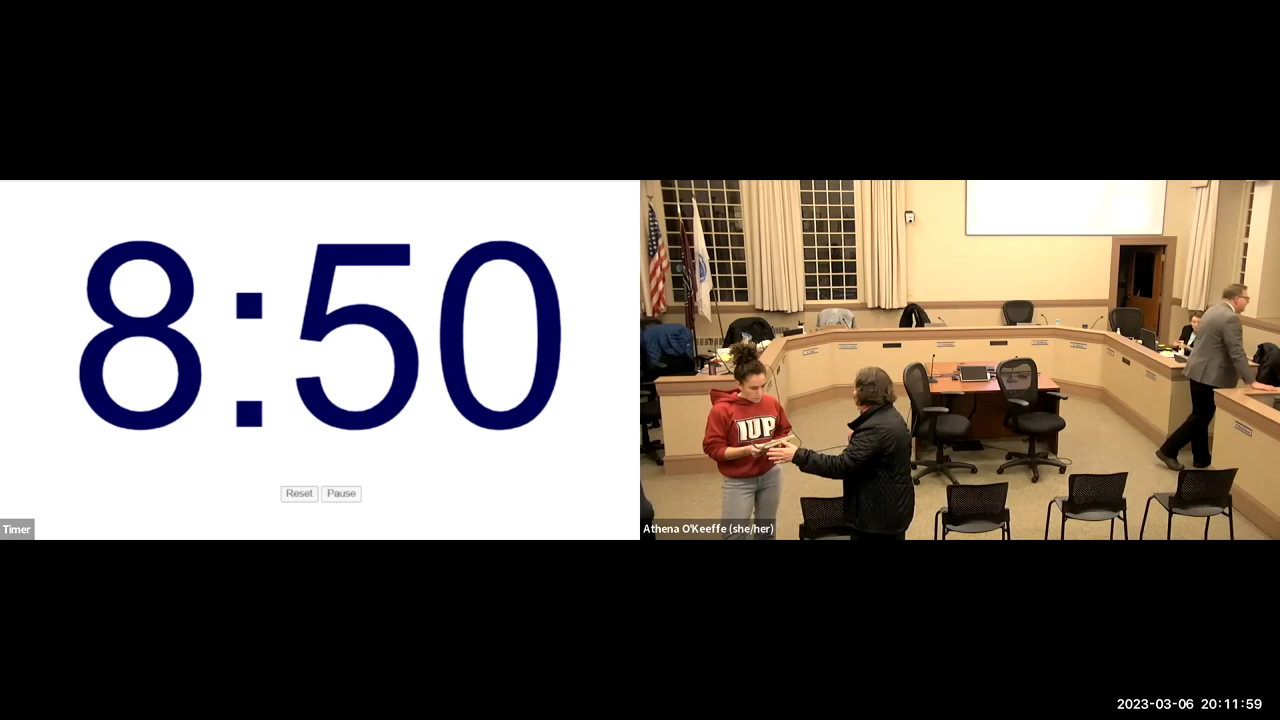 8:50
Reset Pause
Timer
IUP
Athena O'Keeffe (she/her)
2023-03-06 20:11:59